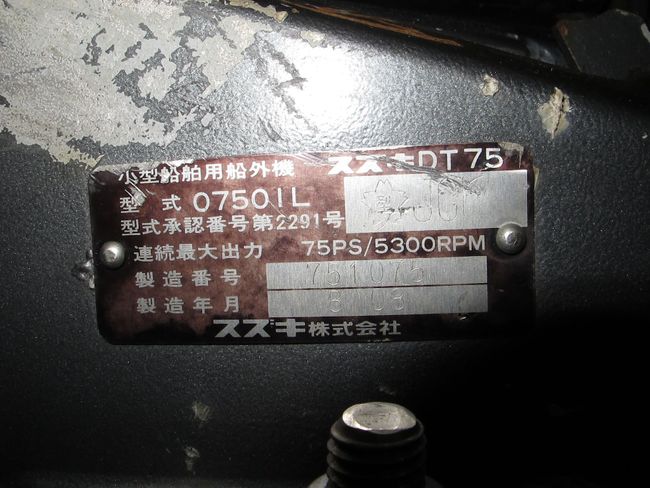 小型船舶用船外機 スズキDT75
型式 07501L
型式承認番号第2291号
連続最大出力 75PS/5300RPM
製造番号 751075
製造年月
スズキ株式会社